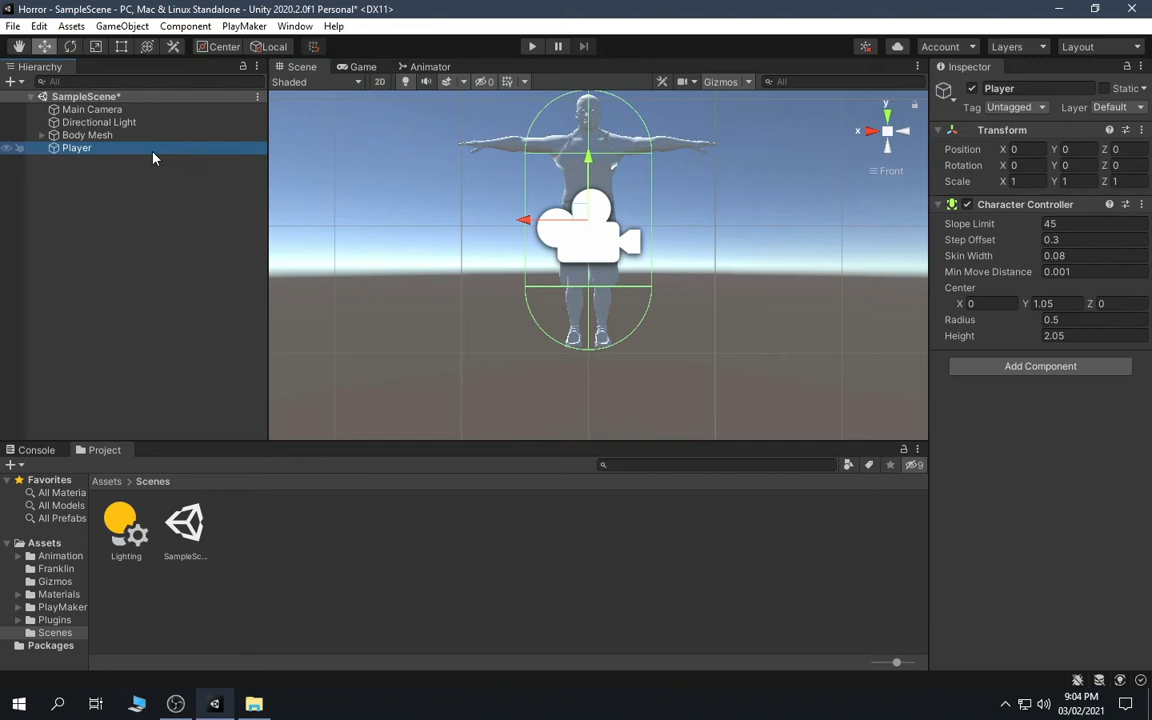 Horror - SampleScene - PC, Mac & Linux Standalone - Unity 2020.2.0f1 Personal* <DX11>
File Edit Assets GameObject Component PlayMaker Window Help
Center Local Account Layers Layout
Hierarchy
All
SampleScene*
Main Camera
Directional Light
Body Mesh
Player
Scene Game Animator
Shaded 2D 0 Gizmos All
y
x
Front
Inspector
Player Static
Tag Untagged Layer Default
Transform
Position X 0 Y 0 Z 0
Rotation X 0 Y 0 Z 0
Scale X 1 Y 1 Z 1
Character Controller
Slope Limit 45
Step Offset 0.3
Skin Width 0.08
Min Move Distance 0.001
Center
X 0 Y 1.05 Z 0
Radius 0.5
Height 2.05
Add Component
Console Project
9
Favorites
All Materia
All Models
All Prefabs
Assets
Animation
Franklin
Gizmos
Materials
PlayMaker
Plugins
Scenes
Packages
Assets Scenes
Lighting SampleSc...
9:04 PM
03/02/2021